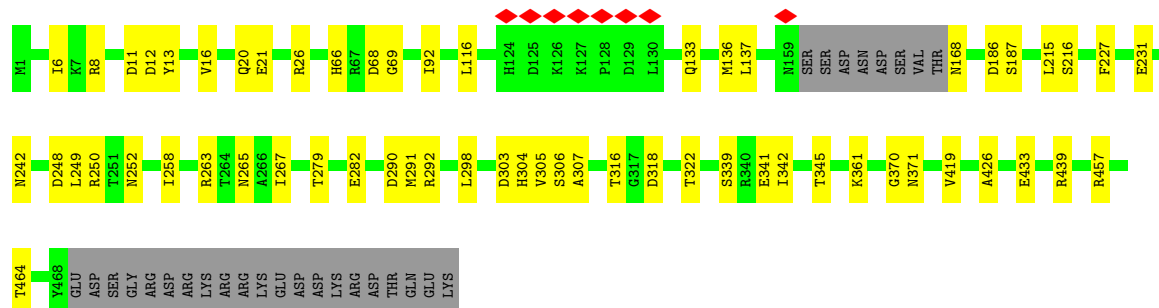 M1 I6 K7 R8 D11 D12 Y13 V16 Q20 E21 R26 H66 R67 D68 G69 I92 L116 H124 D125 K126 K127 P128 D129 L130 Q133 M136 L137 N159 SER SER ASP ASN ASP SER VAL THR N168 D186 S187 L215 S216 F227 E231
N242 D248 L249 R250 T251 N252 I258 R263 T264 N265 A266 I267 T279 E282 D290 M291 R292 L298 D303 H304 V305 S306 A307 T316 G317 D318 T322 S339 R340 E341 I342 T345 K361 G370 N371 V419 A426 E433 R439 R457
T464 Y468 GLU ASP SER GLY ARG ASP ARG LYS ARG ARG LYS GLU ASP ASP LYS ARG ASP THR GLN GLU LYS